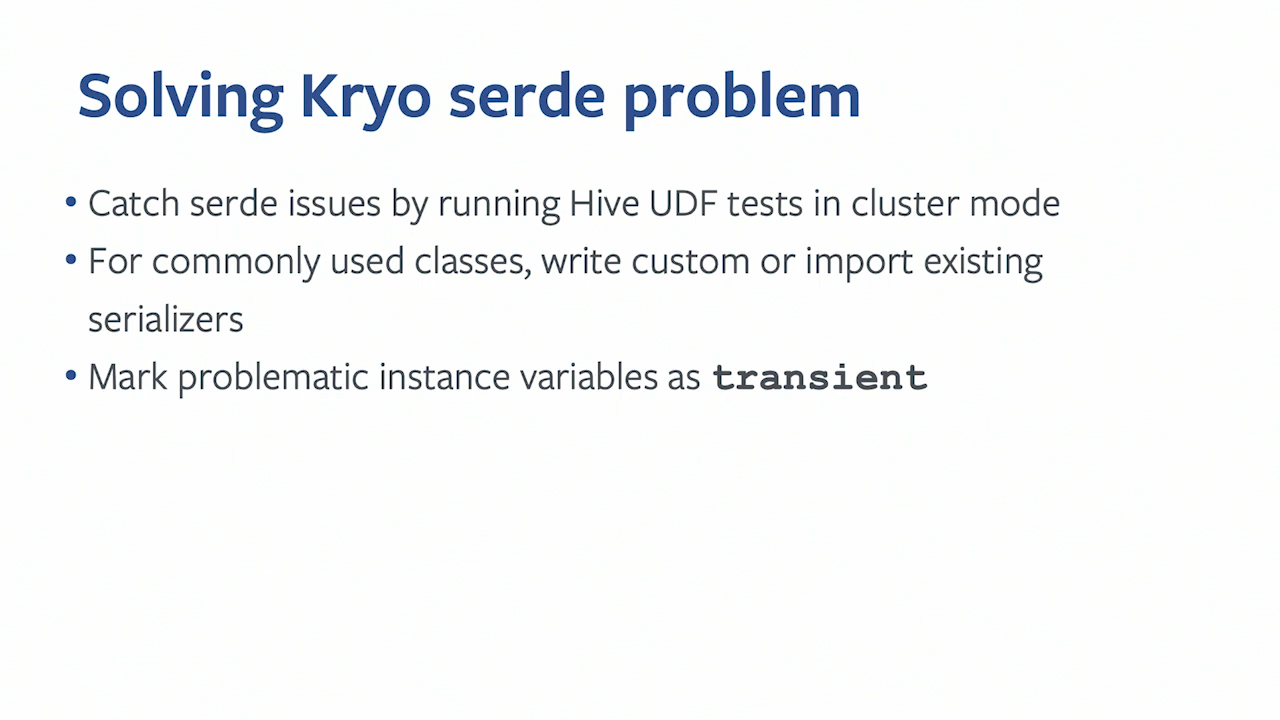 Solving Kryo serde problem
• Catch serde issues by running Hive UDF tests in cluster mode
• For commonly used classes, write custom or import existing
serializers
• Mark problematic instance variables as transient